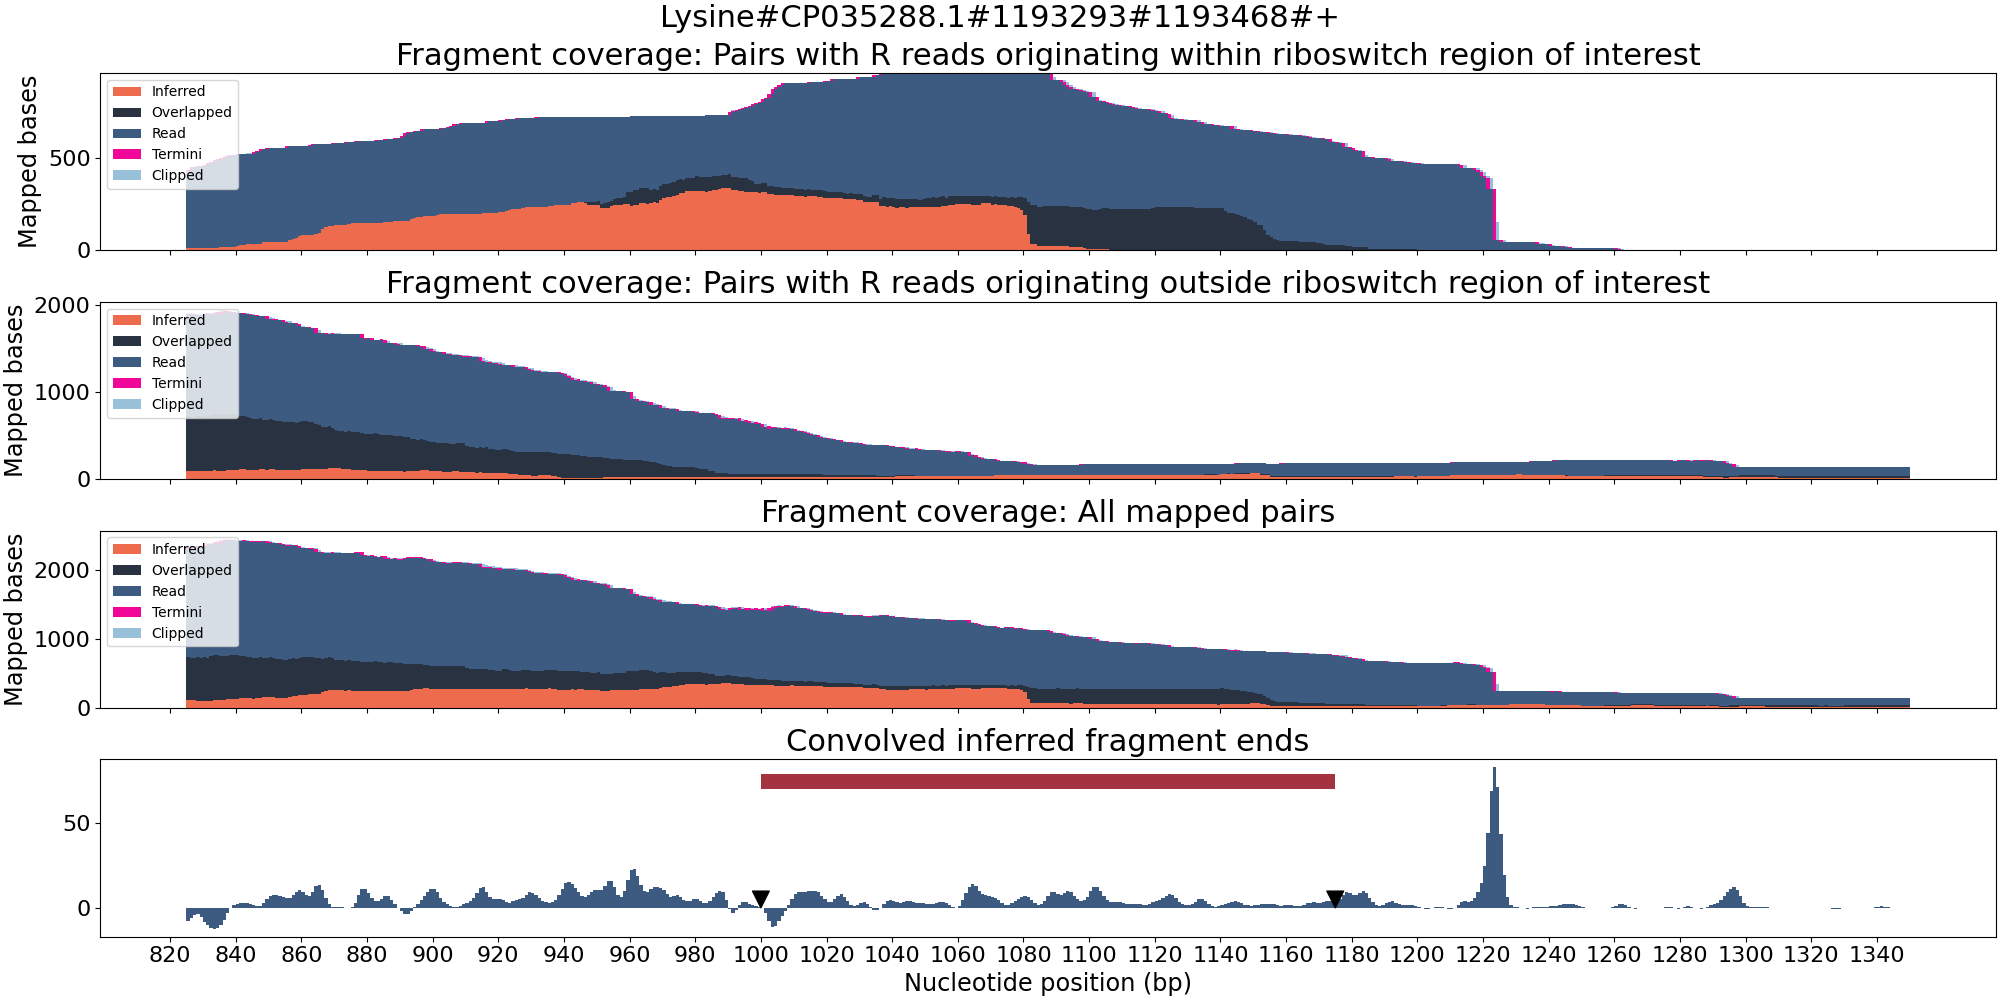 Lysine#CP035288.1#1193293#1193468#+
Fragment coverage: Pairs with R reads originating within riboswitch region of interest
Mapped bases
500
0
Inferred
Overlapped
Read
Termini
Clipped
Fragment coverage: Pairs with R reads originating outside riboswitch region of interest
Mapped bases
2000
1000
0
Inferred
Overlapped
Read
Termini
Clipped
Fragment coverage: All mapped pairs
Mapped bases
2000
1000
0
Inferred
Overlapped
Read
Termini
Clipped
Convolved inferred fragment ends
50
0
820 840 860 880 900 920 940 960 980 1000 1020 1040 1060 1080 1100 1120 1140 1160 1180 1200 1220 1240 1260 1280 1300 1320 1340
Nucleotide position (bp)